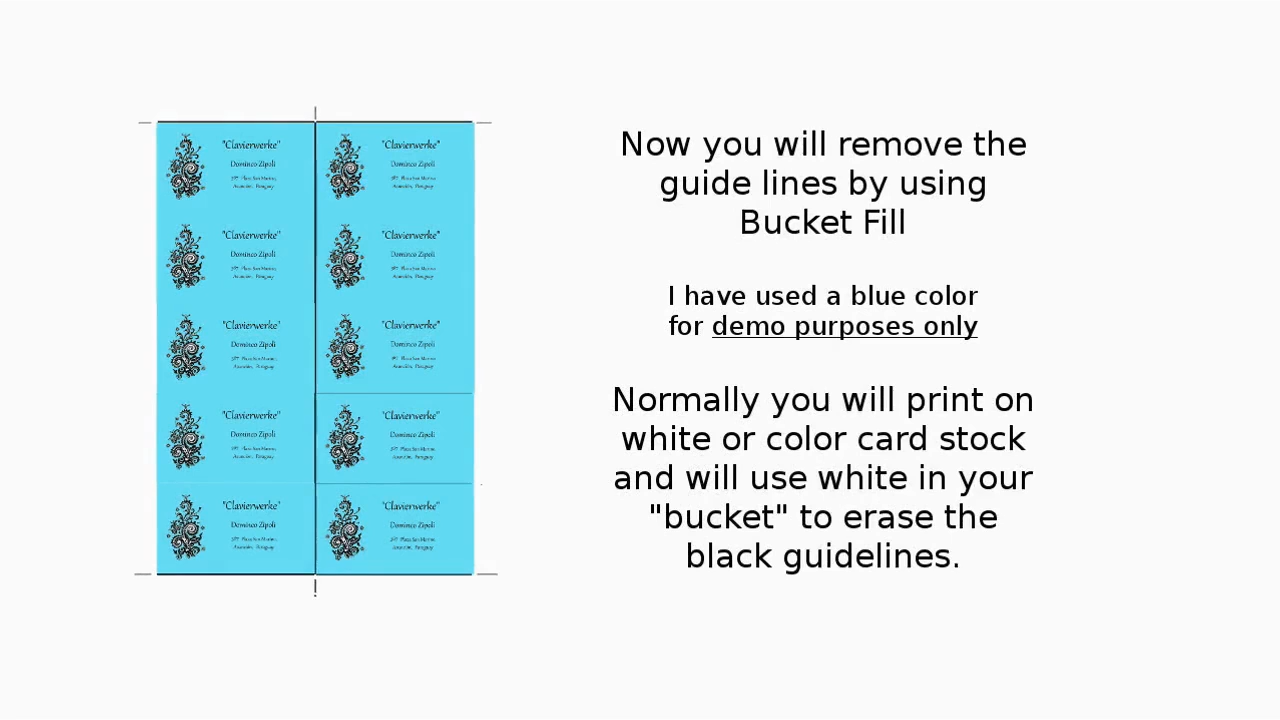 "Clavierwerke"
Dominco Zipoli
"Clavierwerke"
Dominco Zipoli
"Clavierwerke"
Dominco Zipoli
"Clavierwerke"
Dominco Zipoli
"Clavierwerke"
Dominco Zipoli
"Clavierwerke"
Dominco Zipoli
"Clavierwerke"
Dominco Zipoli
"Clavierwerke"
Dominco Zipoli
"Clavierwerke"
Dominco Zipoli
"Clavierwerke"
Dominco Zipoli
Now you will remove the
guide lines by using
Bucket Fill
I have used a blue color
for demo purposes only
Normally you will print on
white or color card stock
and will use white in your
"bucket" to erase the
black guidelines.